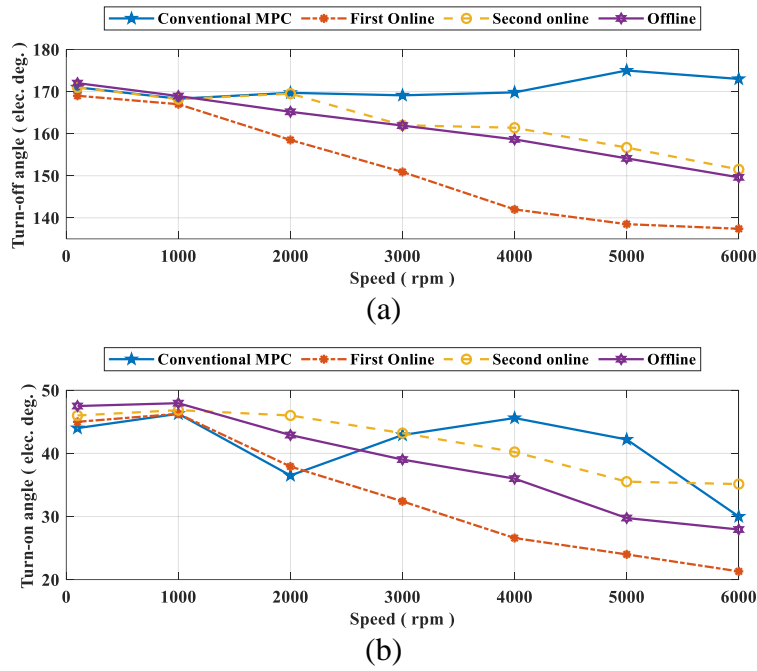 Conventional MPC First Online Second online Offline
180
170
160
150
140
Turn-off angle ( elec. deg. )
0 1000 2000 3000 4000 5000 6000
Speed ( rpm )
(a)
Conventional MPC First Online Second online Offline
50
40
30
20
Turn-on angle ( elec. deg. )
0 1000 2000 3000 4000 5000 6000
Speed ( rpm )
(b)